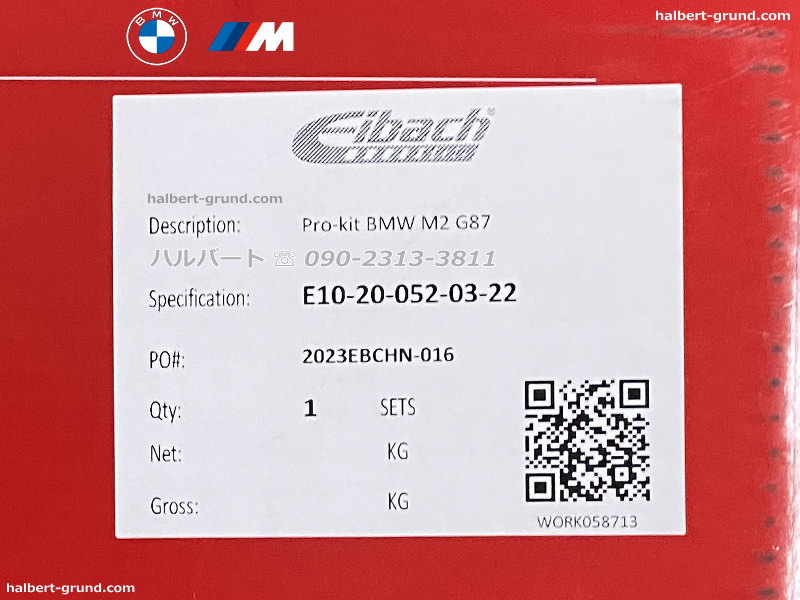 halbert-grund.com
BMW
M
Eibach®
halbert-grund.com
Description: Pro-kit BMW M2 G87
ハルバート ☏ 090-2313-3811
Specification: E10-20-052-03-22
PO#: 2023EBCHN-016
Qty: 1 SETS
Net: KG
Gross: KG
WORK058713
halbert-grund.com